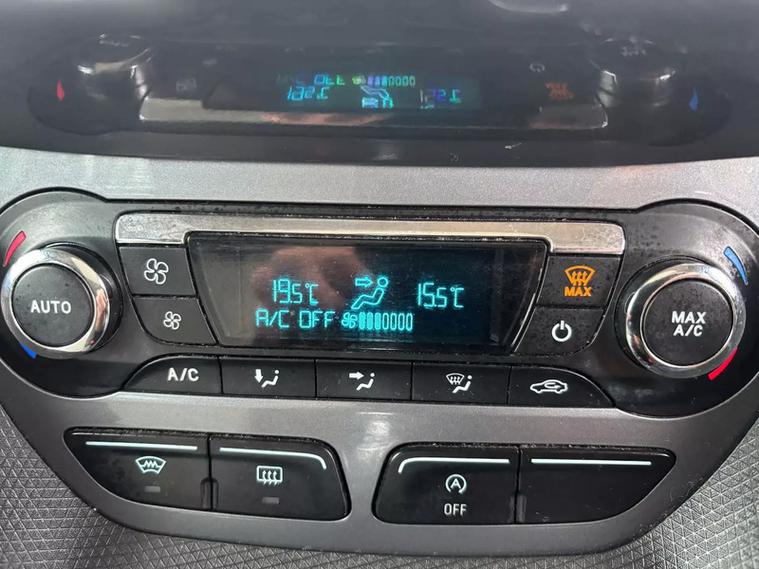 19.5°C 15.5°C
A/C OFF
AUTO
MAX
MAX
A/C
A/C
OFF